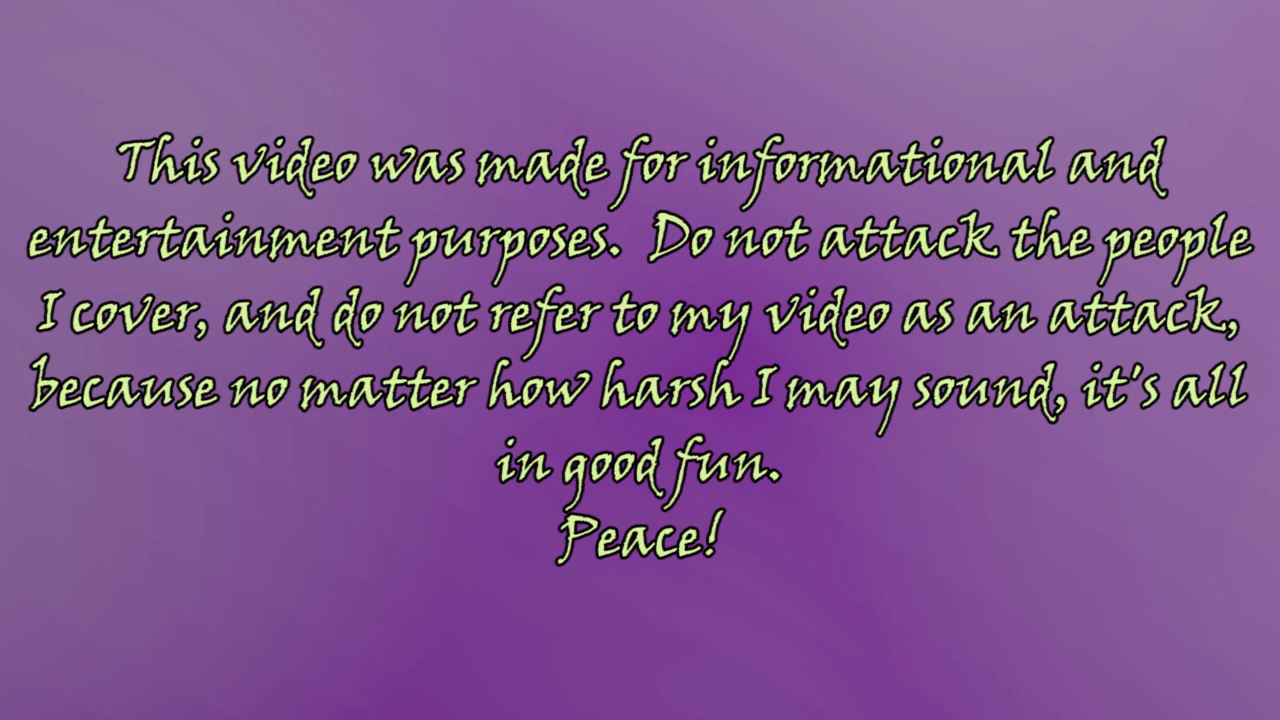 This video was made for informational and
entertainment purposes.  Do not attack the people
I cover, and do not refer to my video as an attack,
because no matter how harsh I may sound, it's all
in good fun.
Peace!